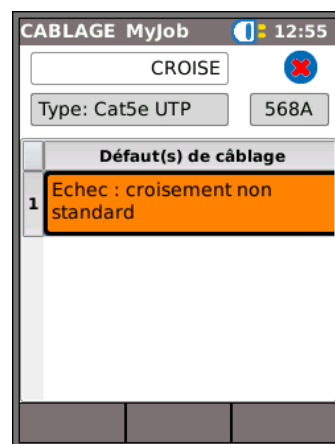 CABLAGE MyJob 12:55
CROISE
Type: Cat5e UTP 568A
Défaut(s) de câblage
1 Echec : croisement non
standard